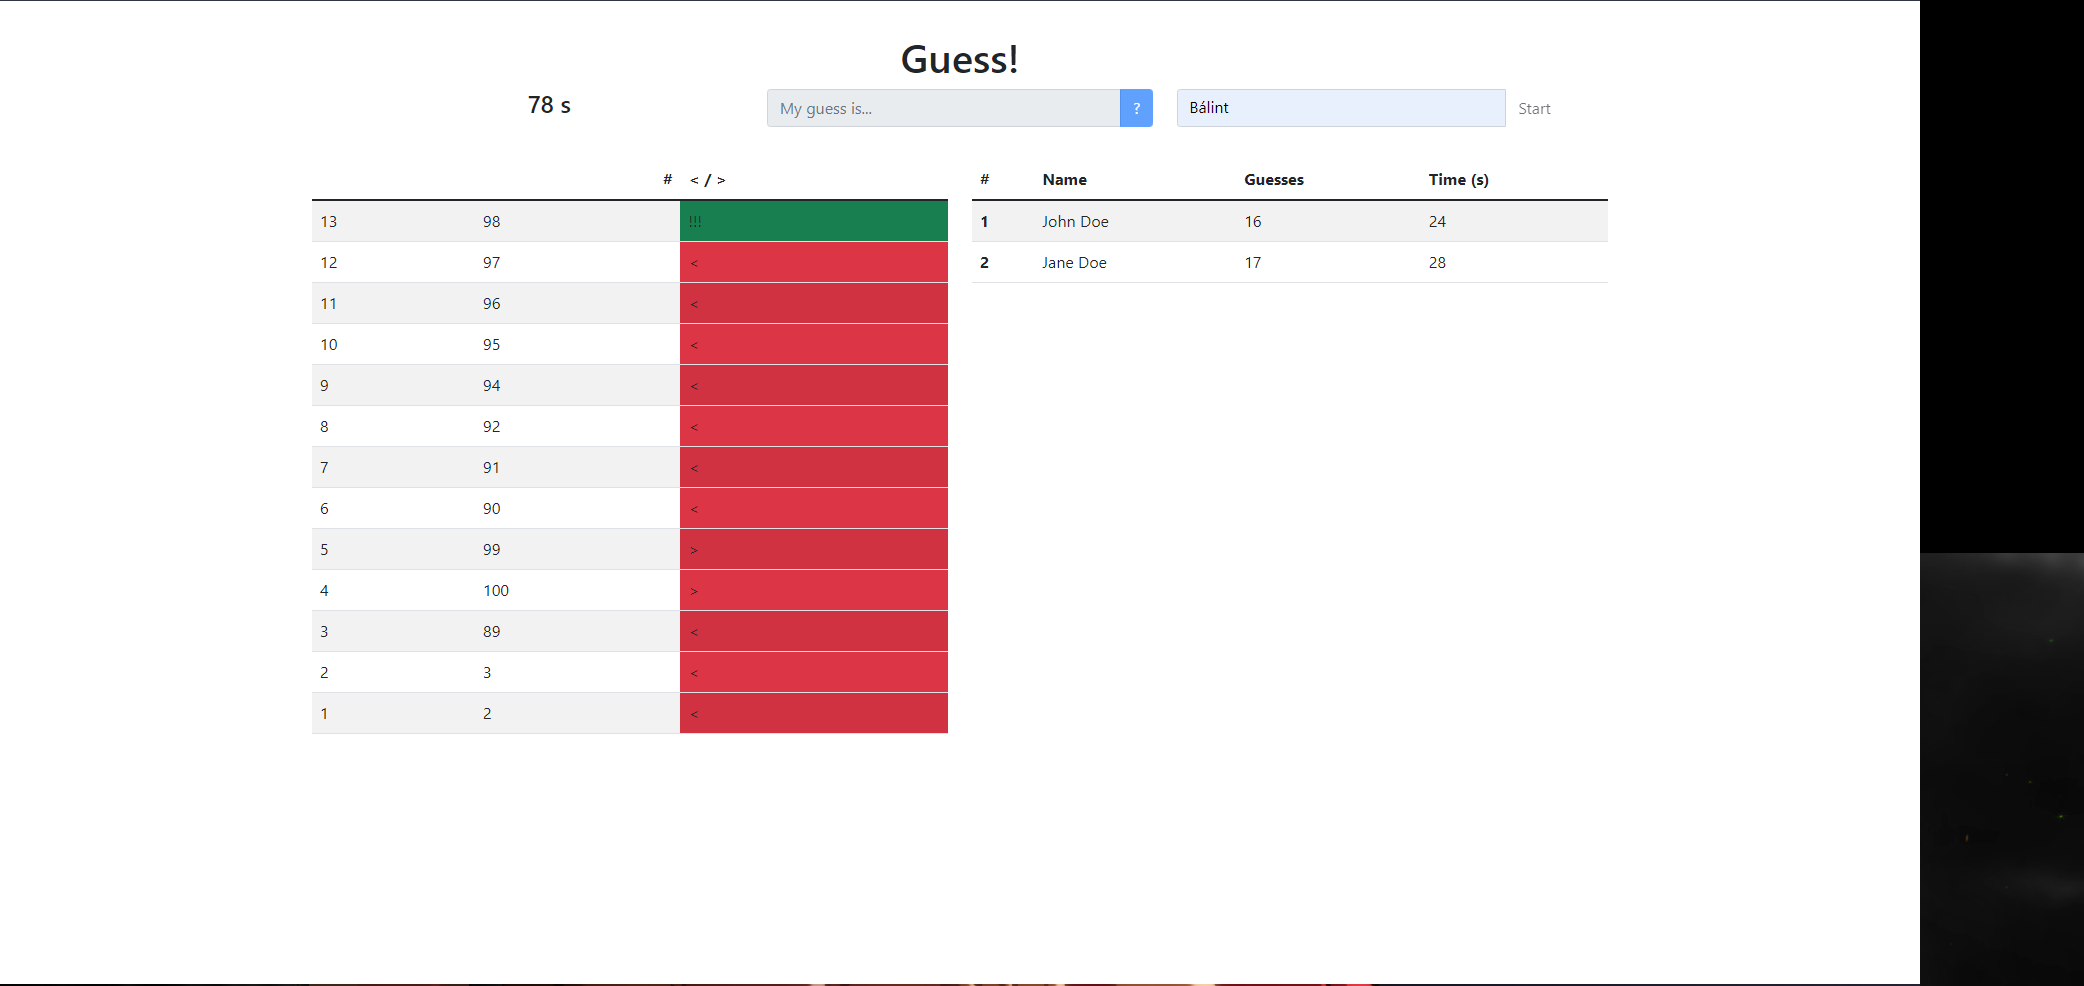 Guess!
78 s
My guess is...
?
Bálint
Start
# < / >
13 98 !!!
12 97 <
11 96 <
10 95 <
9 94 <
8 92 <
7 91 <
6 90 <
5 99 >
4 100 >
3 89 <
2 3 <
1 2 <
# Name Guesses Time (s)
1 John Doe 16 24
2 Jane Doe 17 28